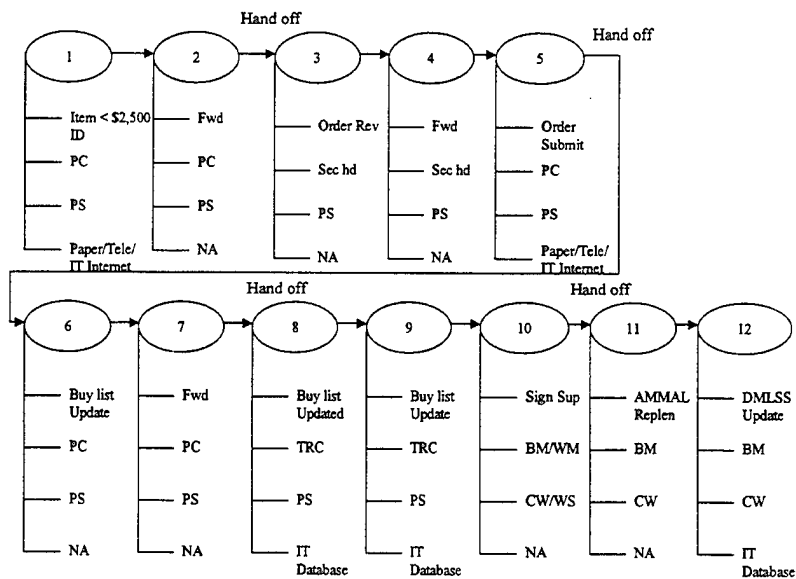 Hand off
Hand off
1
2
3
4
5
Item < $2,500
ID
PC
PS
Paper/Tele/
IT Internet
Fwd
PC
PS
NA
Order Rev
Sec hd
PS
NA
Fwd
Sec hd
PS
NA
Order
Submit
PC
PS
Paper/Tele/
IT Internet
Hand off
Hand off
6
7
8
9
10
11
12
Buy list
Update
PC
PS
NA
Fwd
PC
PS
NA
Buy list
Updated
TRC
PS
IT
Database
Buy list
Update
TRC
PS
IT
Database
Sign Sup
BM/WM
CW/WS
NA
AMMAL
Replen
BM
CW
NA
DMLSS
Update
BM
CW
IT
Database